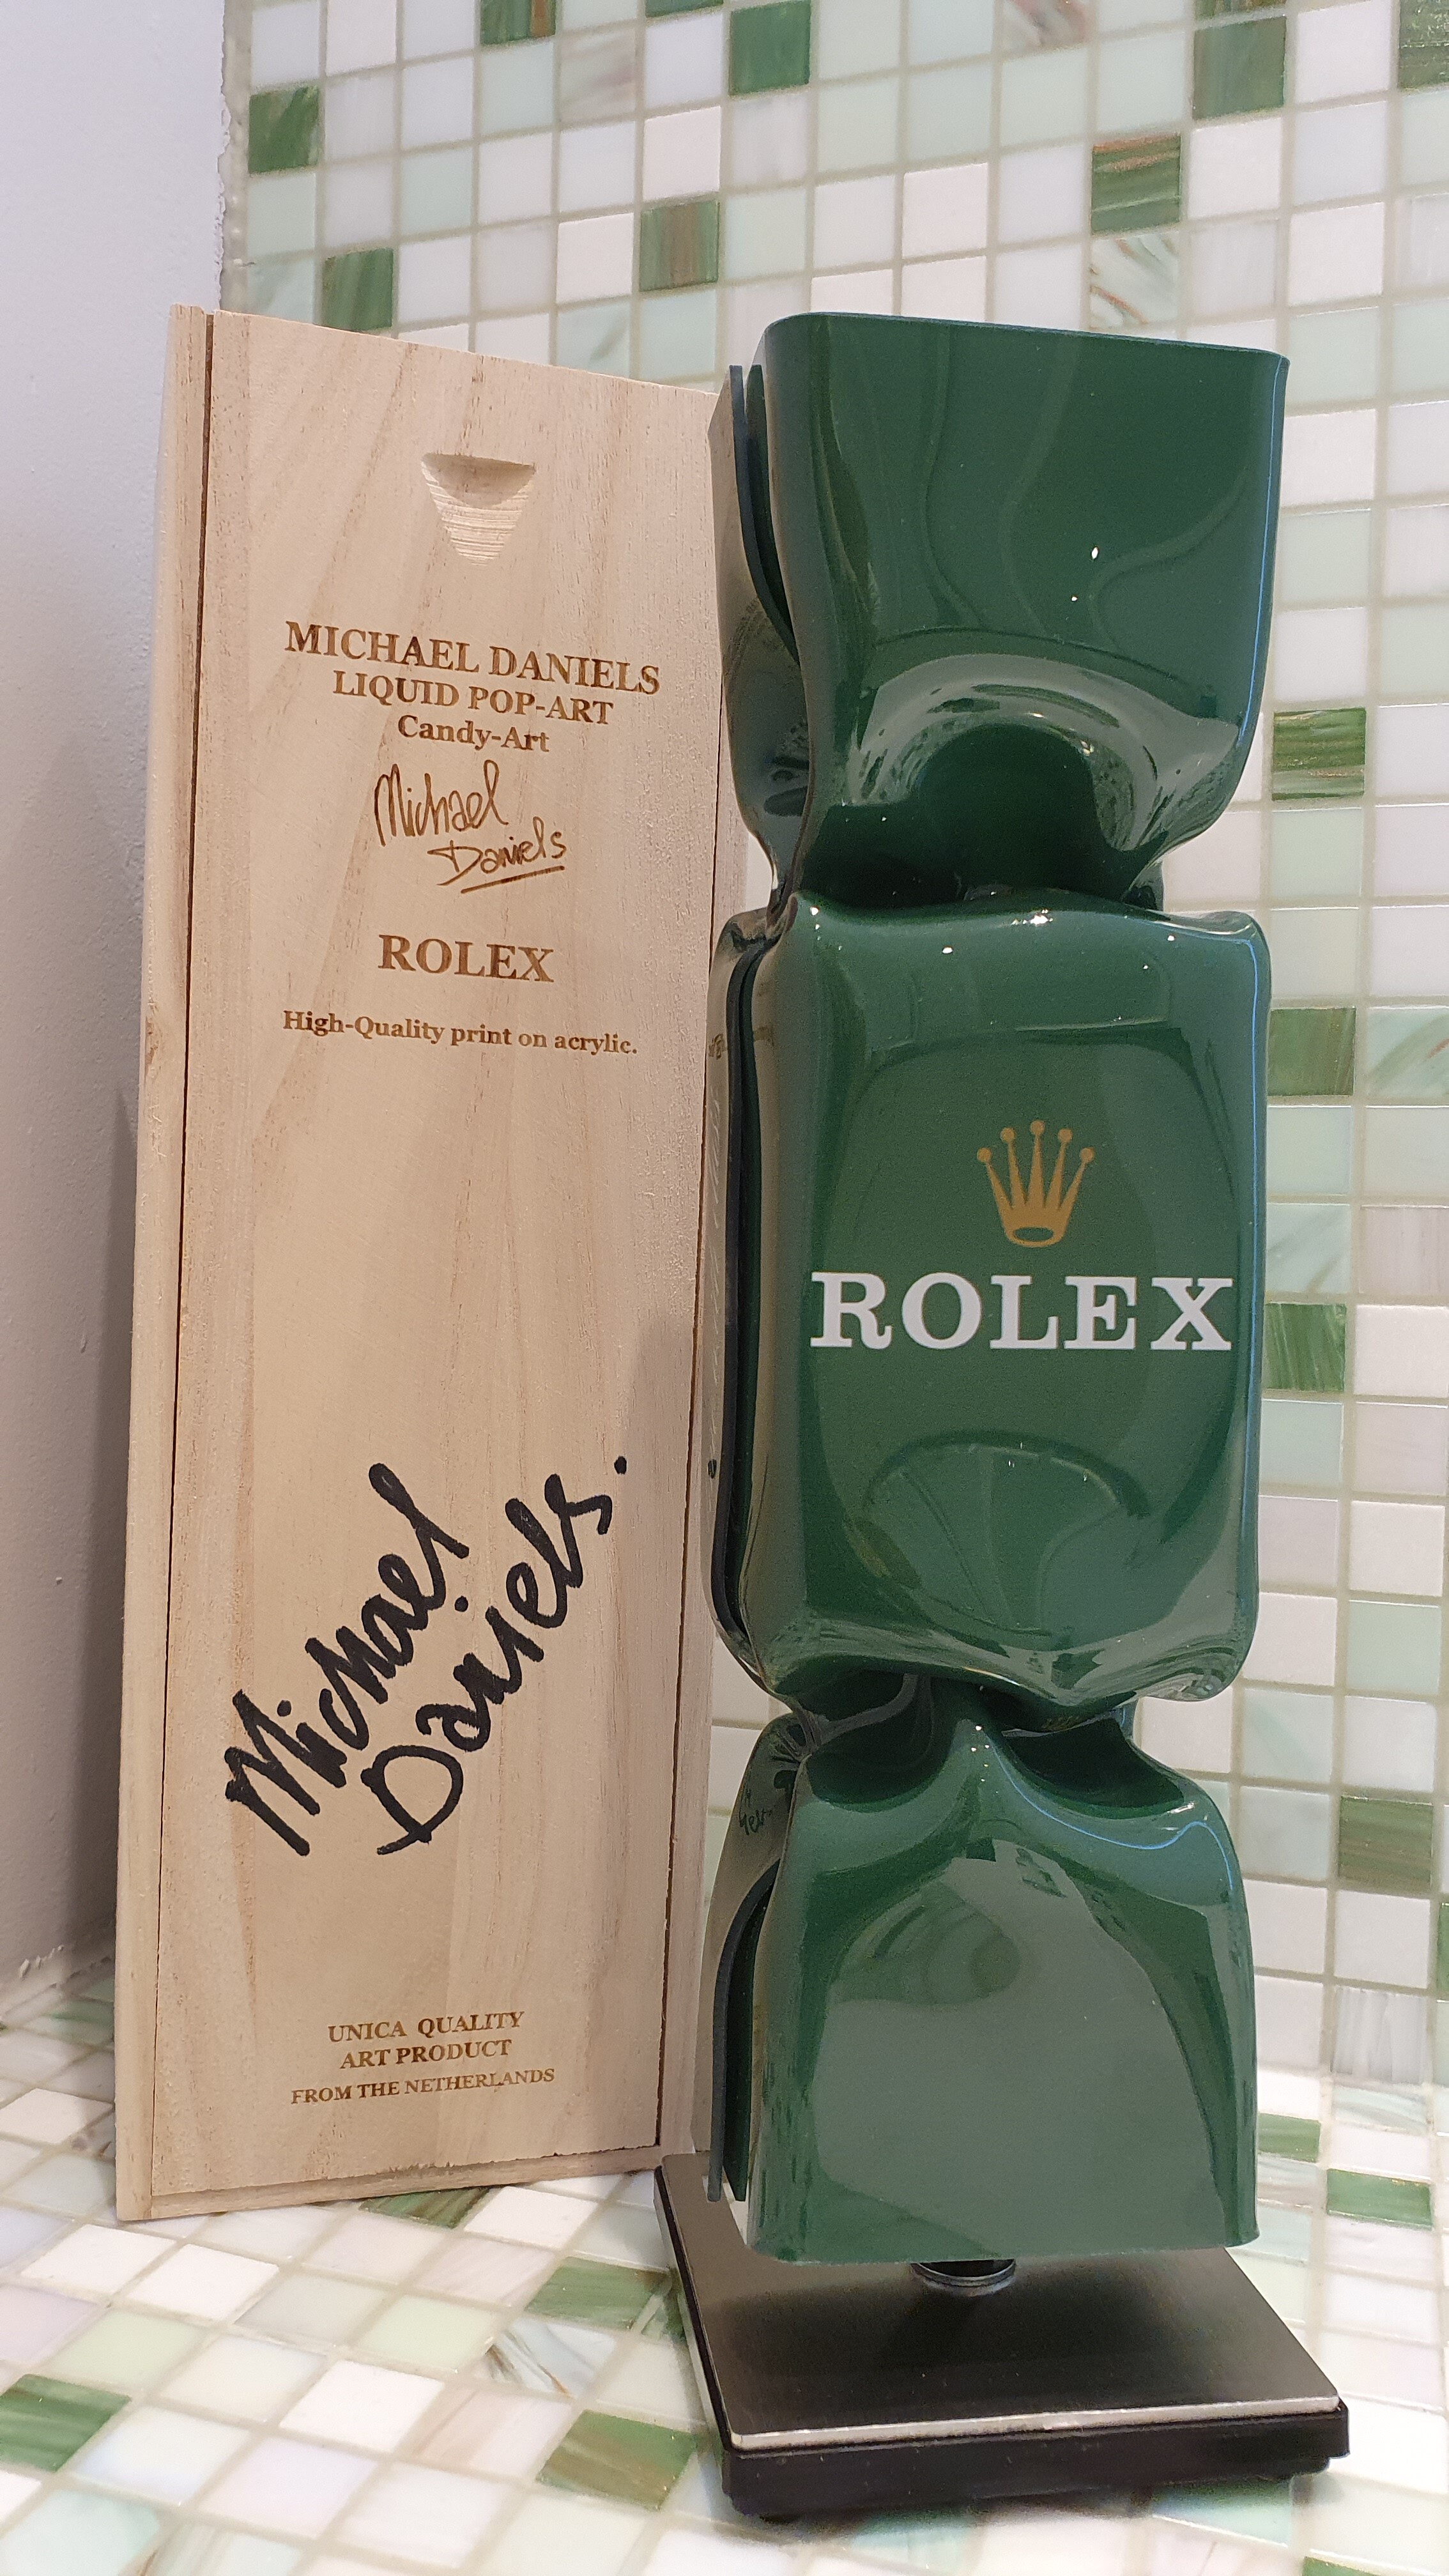 MICHAEL DANIELS
LIQUID POP-ART
Candy-Art
Michael
Daniels
ROLEX
High-Quality print on acrylic.
Michael
Daniels.
UNICA QUALITY
ART PRODUCT
FROM THE NETHERLANDS
ROLEX